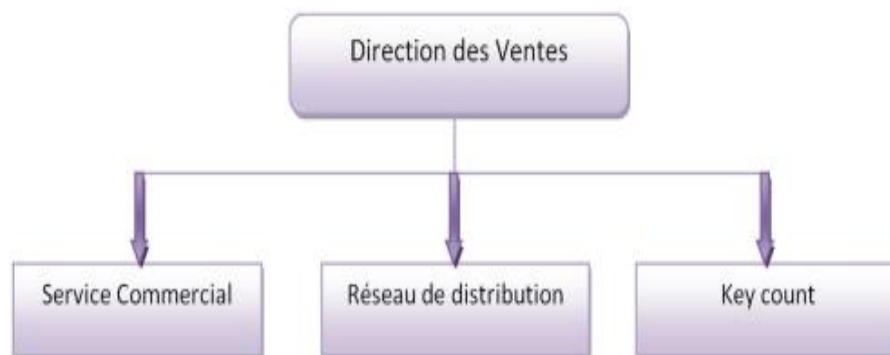 Direction des Ventes
Service Commercial
Réseau de distribution
Key count